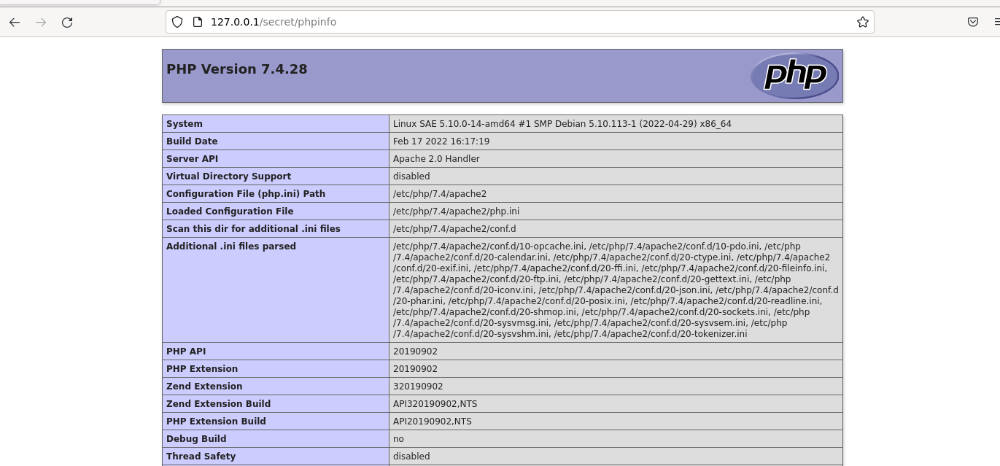 127.0.0.1/secret/phpinfo
PHP Version 7.4.28
php
System Linux SAE 5.10.0-14-amd64 #1 SMP Debian 5.10.113-1 (2022-04-29) x86_64
Build Date Feb 17 2022 16:17:19
Server API Apache 2.0 Handler
Virtual Directory Support disabled
Configuration File (php.ini) Path /etc/php/7.4/apache2
Loaded Configuration File /etc/php/7.4/apache2/php.ini
Scan this dir for additional .ini files /etc/php/7.4/apache2/conf.d
Additional .ini files parsed /etc/php/7.4/apache2/conf.d/10-opcache.ini, /etc/php/7.4/apache2/conf.d/10-pdo.ini, /etc/php
/7.4/apache2/conf.d/20-calendar.ini, /etc/php/7.4/apache2/conf.d/20-ctype.ini, /etc/php/7.4/apache2
/conf.d/20-exif.ini, /etc/php/7.4/apache2/conf.d/20-ffi.ini, /etc/php/7.4/apache2/conf.d/20-fileinfo.ini,
/etc/php/7.4/apache2/conf.d/20-ftp.ini, /etc/php/7.4/apache2/conf.d/20-gettext.ini, /etc/php
/7.4/apache2/conf.d/20-iconv.ini, /etc/php/7.4/apache2/conf.d/20-json.ini, /etc/php/7.4/apache2/conf.d
/20-phar.ini, /etc/php/7.4/apache2/conf.d/20-posix.ini, /etc/php/7.4/apache2/conf.d/20-readline.ini,
/etc/php/7.4/apache2/conf.d/20-shmop.ini, /etc/php/7.4/apache2/conf.d/20-sockets.ini, /etc/php
/7.4/apache2/conf.d/20-sysvmsg.ini, /etc/php/7.4/apache2/conf.d/20-sysvsem.ini, /etc/php
/7.4/apache2/conf.d/20-sysvshm.ini, /etc/php/7.4/apache2/conf.d/20-tokenizer.ini
PHP API 20190902
PHP Extension 20190902
Zend Extension 320190902
Zend Extension Build API320190902,NTS
PHP Extension Build API20190902,NTS
Debug Build no
Thread Safety disabled